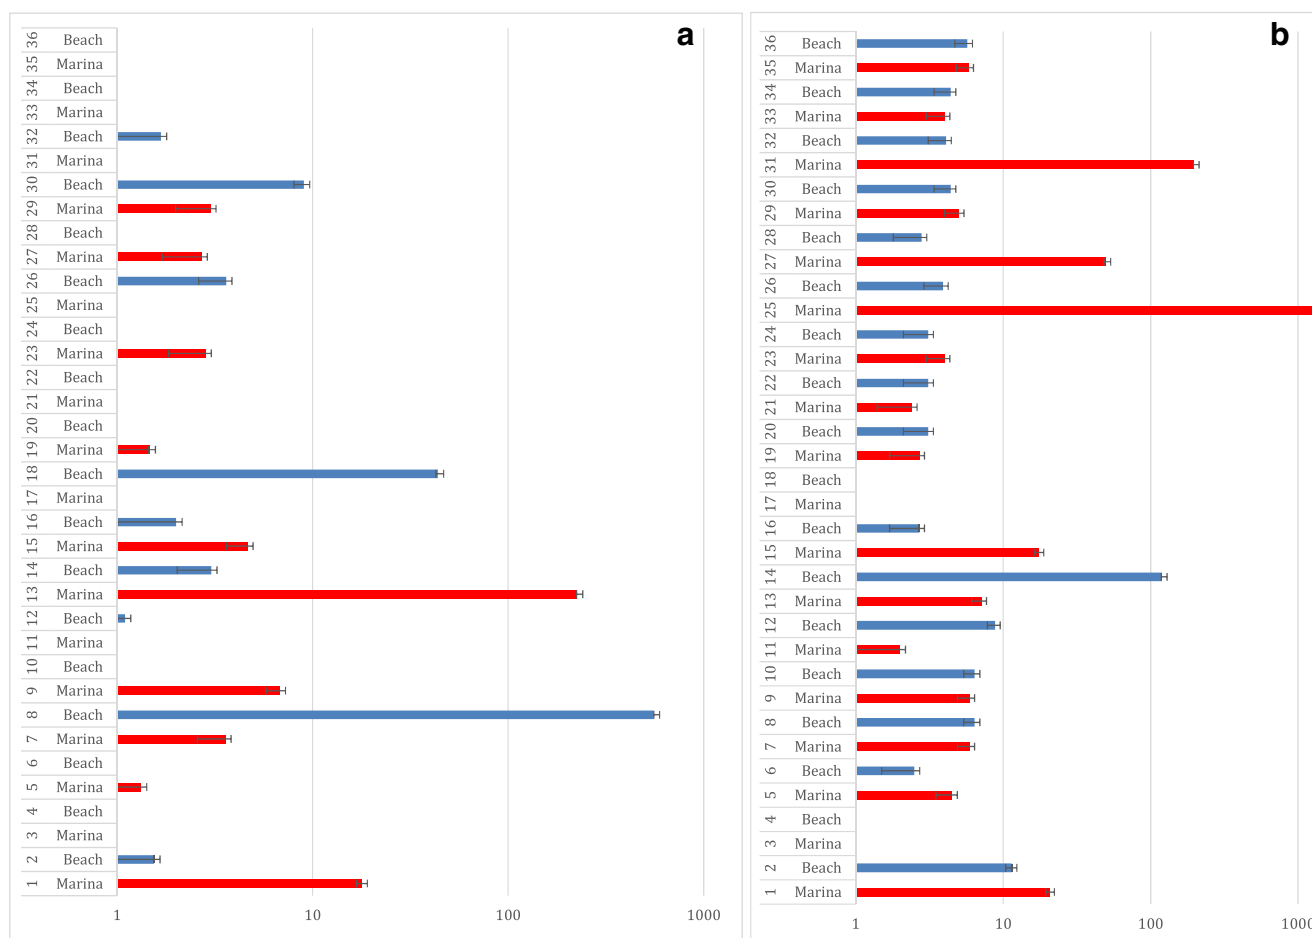 a
36 Beach
35 Marina
34 Beach
33 Marina
32 Beach
31 Marina
30 Beach
29 Marina
28 Beach
27 Marina
26 Beach
25 Marina
24 Beach
23 Marina
22 Beach
21 Marina
20 Beach
19 Marina
18 Beach
17 Marina
16 Beach
15 Marina
14 Beach
13 Marina
12 Beach
11 Marina
10 Beach
9 Marina
8 Beach
7 Marina
6 Beach
5 Marina
4 Beach
3 Marina
2 Beach
1 Marina
1 10 100 1000
b
36 Beach
35 Marina
34 Beach
33 Marina
32 Beach
31 Marina
30 Beach
29 Marina
28 Beach
27 Marina
26 Beach
25 Marina
24 Beach
23 Marina
22 Beach
21 Marina
20 Beach
19 Marina
18 Beach
17 Marina
16 Beach
15 Marina
14 Beach
13 Marina
12 Beach
11 Marina
10 Beach
9 Marina
8 Beach
7 Marina
6 Beach
5 Marina
4 Beach
3 Marina
2 Beach
1 Marina
1 10 100 1000